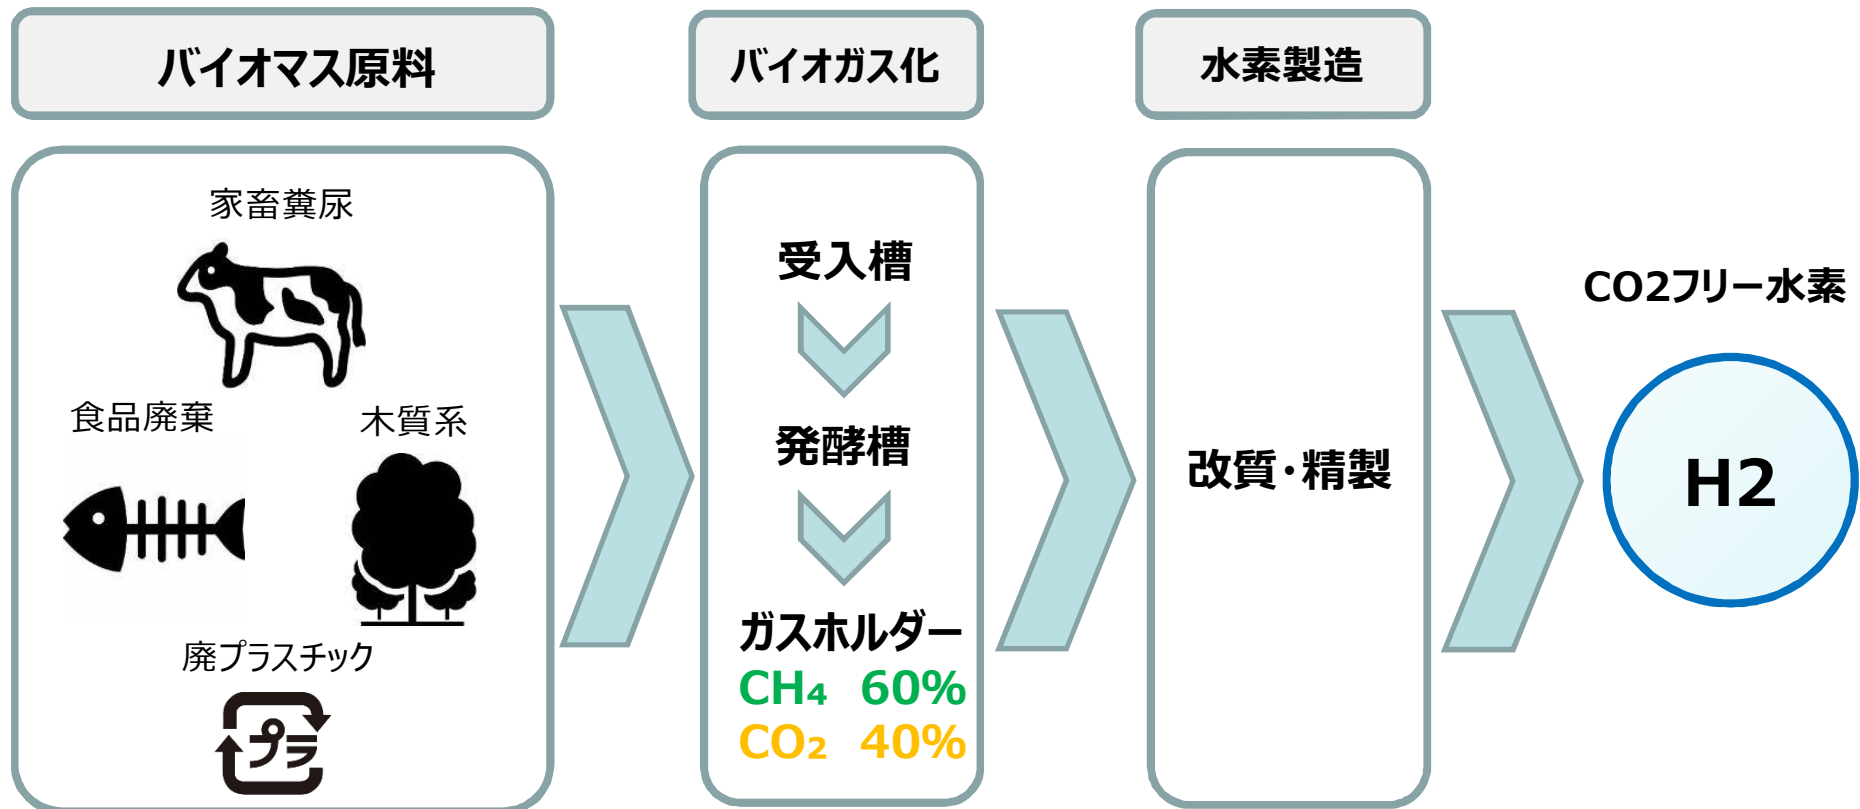 バイオマス原料
家畜糞尿
食品廃棄
木質系
廃プラスチック
プラ
バイオガス化
受入槽
発酵槽
ガスホルダー
CH₄ 60%
CO₂ 40%
水素製造
改質・精製
CO2フリー水素
H2